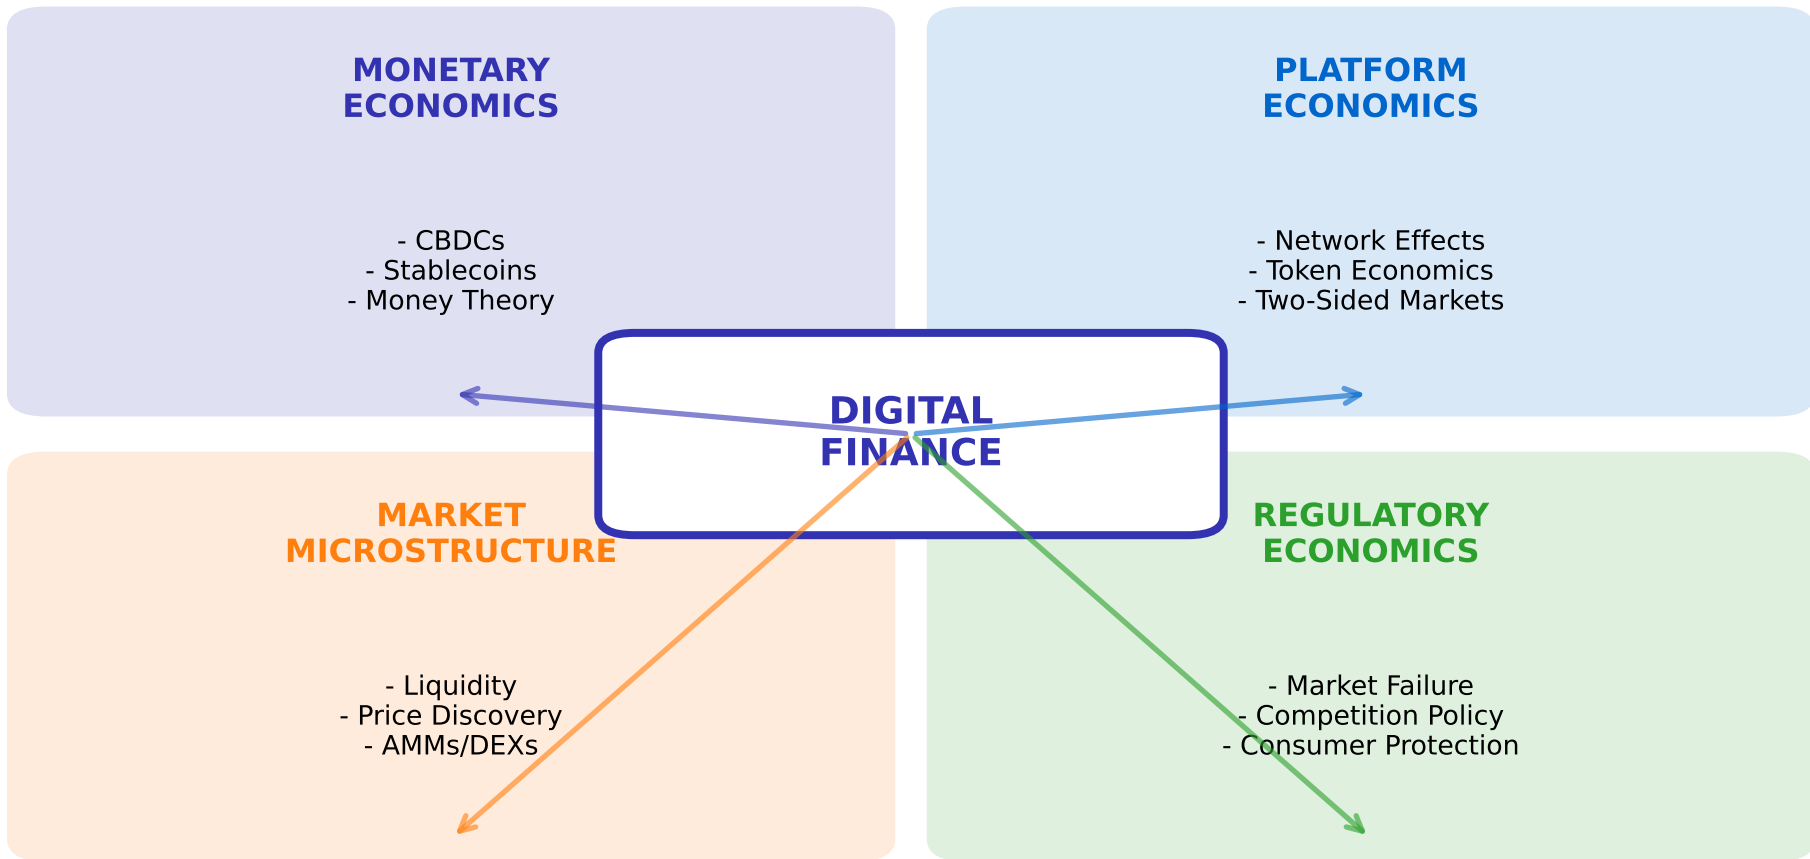 MONETARY
ECONOMICS
- CBDCs
- Stablecoins
- Money Theory
PLATFORM
ECONOMICS
- Network Effects
- Token Economics
- Two-Sided Markets
DIGITAL
FINANCE
MARKET
MICROSTRUCTURE
- Liquidity
- Price Discovery
- AMMs/DEXs
REGULATORY
ECONOMICS
- Market Failure
- Competition Policy
- Consumer Protection